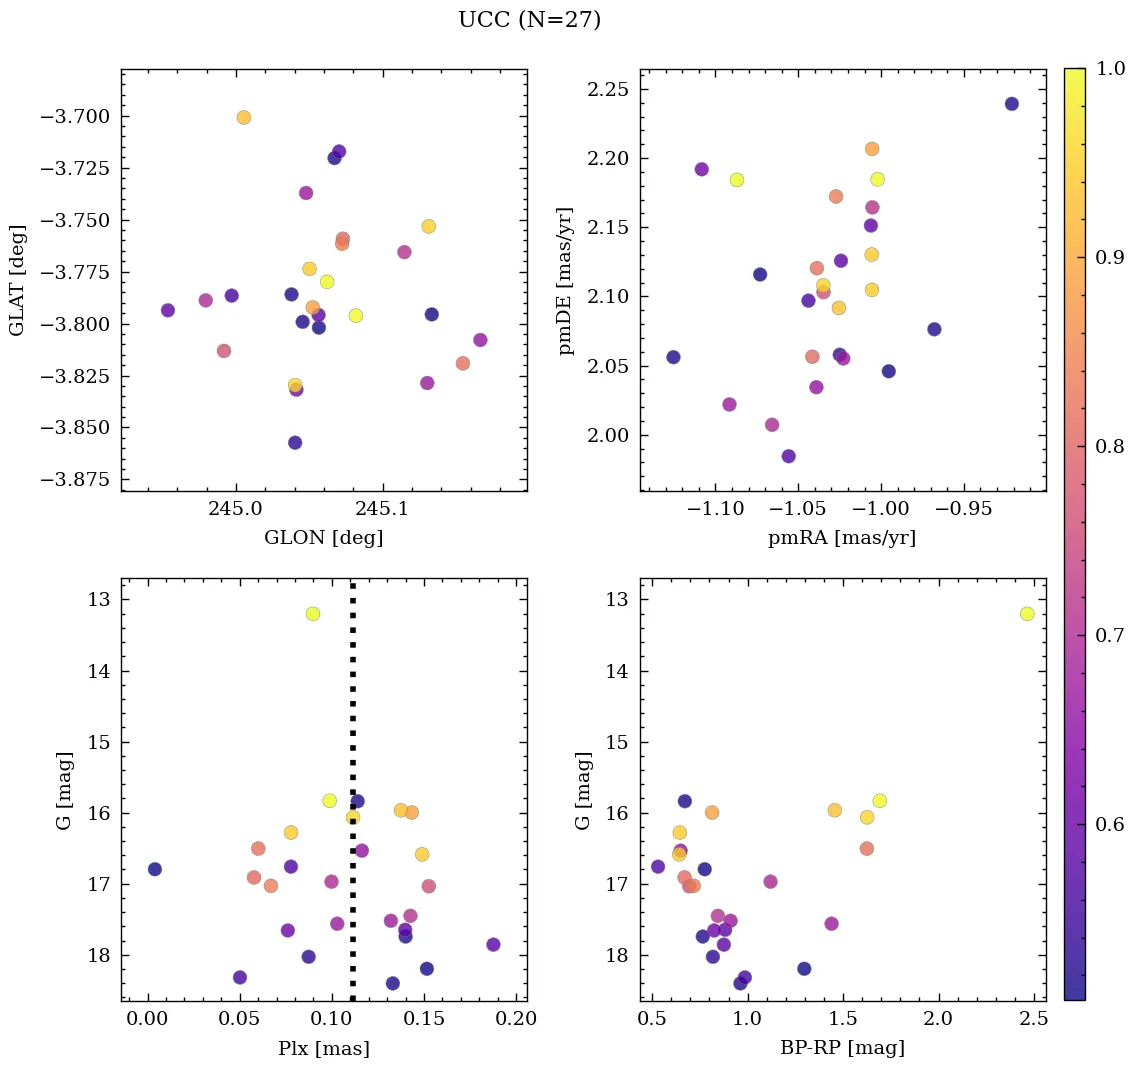 UCC (N=27)
−3.700
−3.725
−3.750
−3.775
−3.800
−3.825
−3.850
−3.875
GLAT [deg]
245.0 245.1
GLON [deg]
2.25
2.20
2.15
2.10
2.05
2.00
pmDE [mas/yr]
−1.10 −1.05 −1.00 −0.95
pmRA [mas/yr]
13
14
15
16
17
18
G [mag]
0.00 0.05 0.10 0.15 0.20
Plx [mas]
13
14
15
16
17
18
G [mag]
0.5 1.0 1.5 2.0 2.5
BP-RP [mag]
1.0
0.9
0.8
0.7
0.6